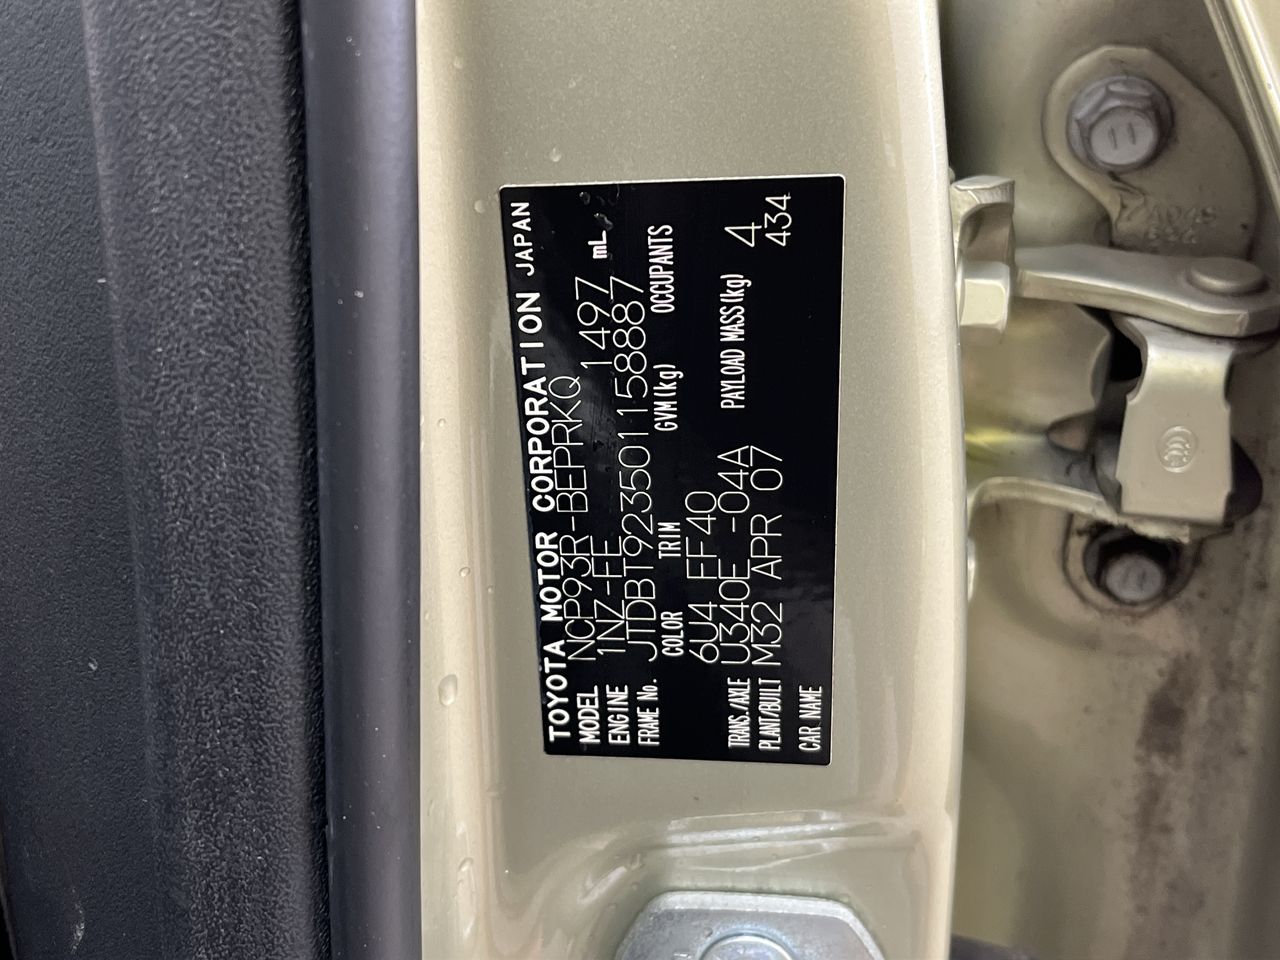 TOYOTA MOTOR CORPORATION JAPAN
MODEL NCP93R-BEPRKQ
ENGINE 1NZ-FE 1497 mL
FRAME No. JTDBT923501158887
COLOR TRIM GVM(kg) OCCUPANTS
6U4 FF40 4
TRANS./AXLE U340E -04A PAYLOAD MASS(kg) 434
PLANT/BUILT M32 APR 07
CAR NAME
11